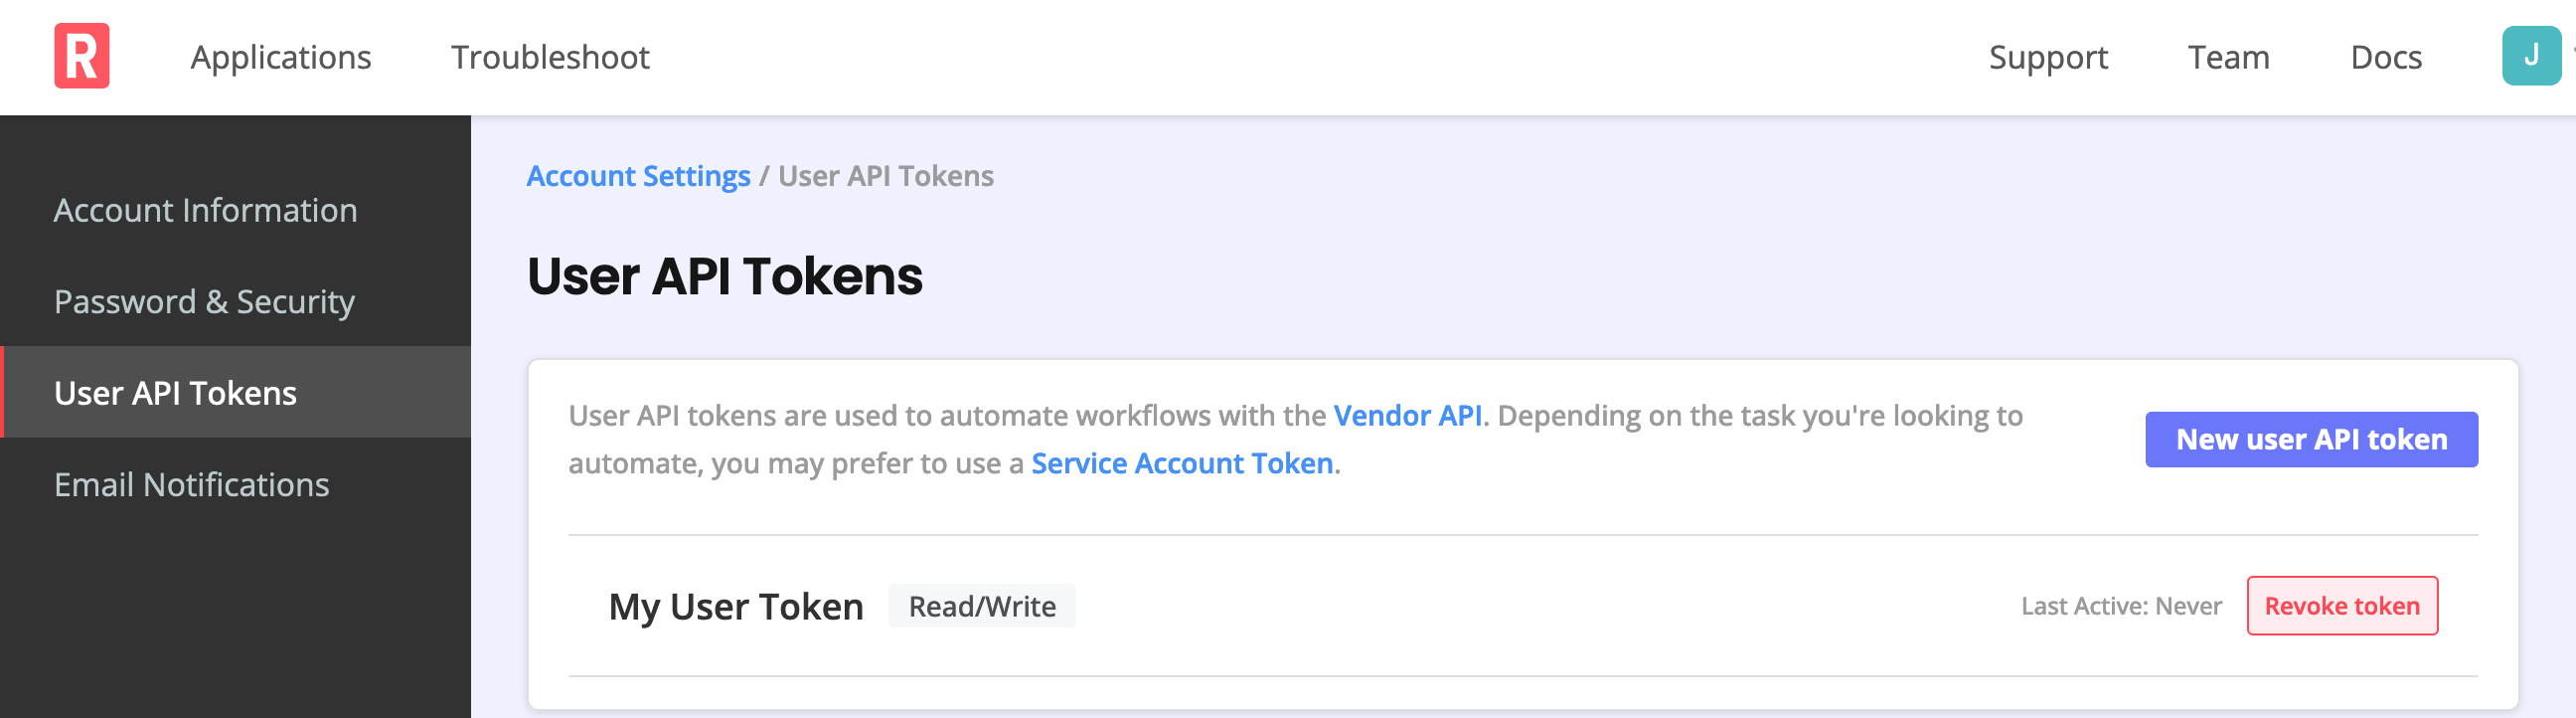 R Applications Troubleshoot Support Team Docs J
Account Information
Password & Security
User API Tokens
Email Notifications
Account Settings / User API Tokens
User API Tokens
User API tokens are used to automate workflows with the Vendor API. Depending on the task you're looking to
automate, you may prefer to use a Service Account Token.
New user API token
My User Token Read/Write Last Active: Never Revoke token